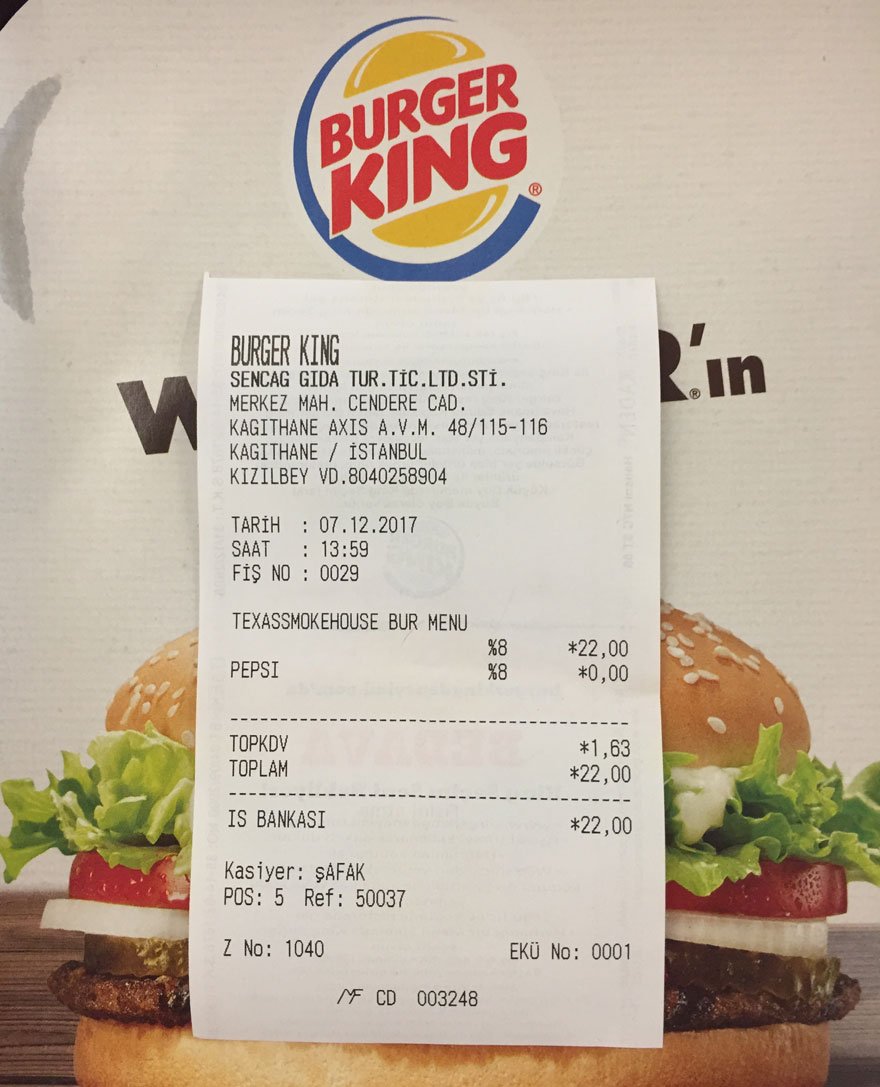 BURGER
KING
®
W R®'ın
BURGER KING
SENCAG GIDA TUR.TİC.LTD.STİ.
MERKEZ MAH. CENDERE CAD.
KAGITHANE AXIS A.V.M. 48/115-116
KAGITHANE / İSTANBUL
KIZILBEY VD.8040258904
TARİH : 07.12.2017
SAAT : 13:59
FİŞ NO : 0029
TEXASSMOKEHOUSE BUR MENU
%8 *22,00
PEPSI %8 *0,00
TOPKDV *1,63
TOPLAM *22,00
IS BANKASI *22,00
Kasiyer: şAFAK
POS: 5 Ref: 50037
Z No: 1040 EKÜ No: 0001
MF CD 003248